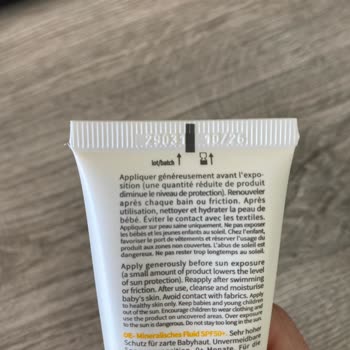 29031 10/26
lot/batch
Appliquer généreusement avant l'expo-
sition (une quantité réduite de produit
diminue le niveau de protection). Renouveler
après chaque bain ou friction. Après
utilisation, nettoyer et hydrater la peau de
bébé. Éviter le contact avec les textiles.
Appliquer sur peau saine uniquement. Ne pas exposer
les bébés et les jeunes enfants au soleil. Chez l'enfant,
favoriser le port de vêtements et réserver l'usage du
produit aux zones non couvertes. L'abus de soleil est
dangereux. Ne pas rester trop longtemps au soleil.
Apply generously before sun exposure
(a small amount of product lowers the level
of sun protection). Reapply after swimming
or friction. After use, cleanse and moisturise
baby's skin. Avoid contact with fabrics. Apply
to healthy skin only. Keep babies and young children
out of the sun. Encourage children to wear clothing and
use the product on uncovered areas. Over exposure
to the sun is dangerous. Do not stay too long in the sun.
DE- Mineralisches Fluid SPF50+. Sehr hoher
Schutz für zarte Babyhaut. Unvermeidbare
Monate. Für die